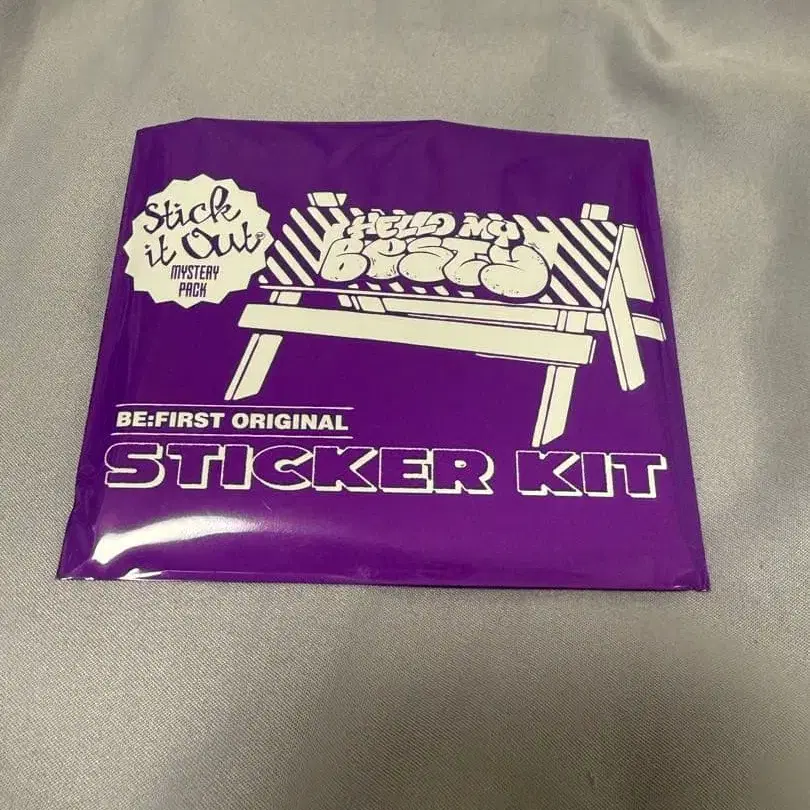 Stick
it Out
MYSTERY
PACK
HELLO MY
BESTY
BE:FIRST ORIGINAL
STICKER KIT